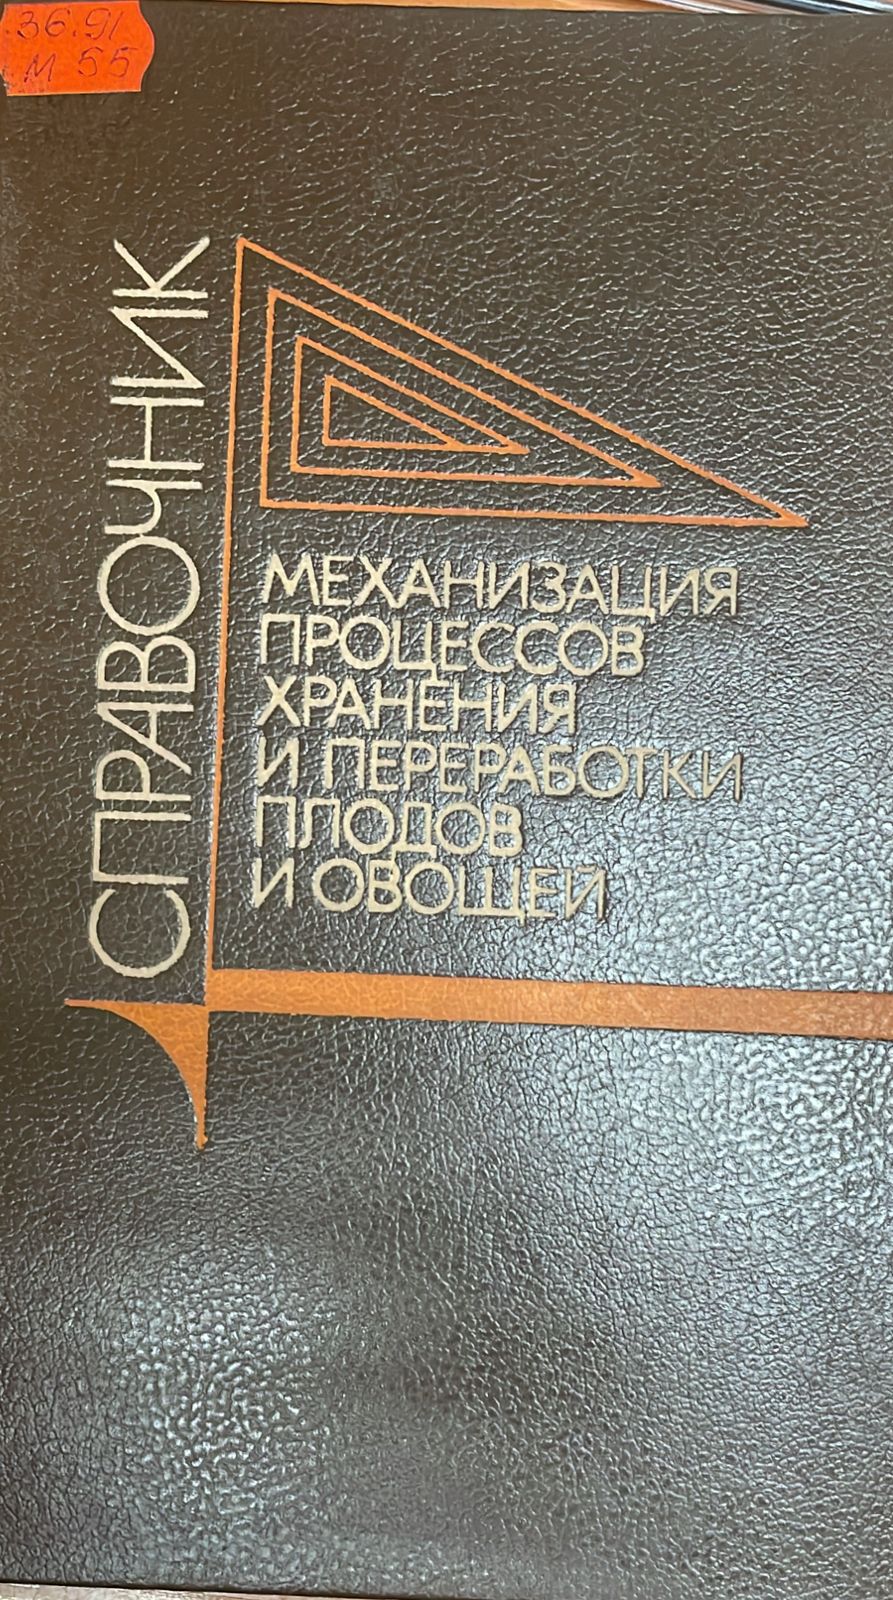 36.91
М 55
СПРАВОЧНИК
МЕХАНИЗАЦИЯ
ПРОЦЕССОВ
ХРАНЕНИЯ
И ПЕРЕРАБОТКИ
ПЛОДОВ
И ОВОЩЕЙ